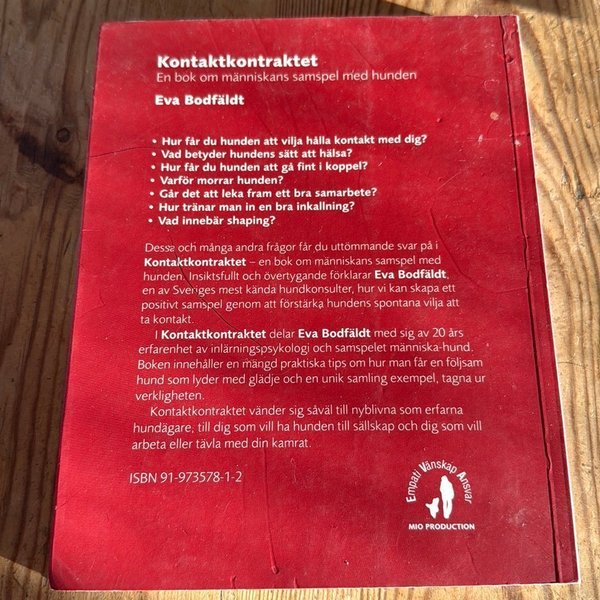 Kontaktkontraktet
En bok om människans samspel med hunden
Eva Bodfäldt
• Hur får du hunden att vilja hålla kontakt med dig?
• Vad betyder hundens sätt att hälsa?
• Hur får du hunden att gå fint i koppel?
• Varför morrar hunden?
• Går det att leka fram ett bra samarbete?
• Hur tränar man in en bra inkallning?
• Vad innebär shaping?
Dessa och många andra frågor får du uttömmande svar på i
Kontaktkontraktet – en bok om människans samspel med
hunden. Insiktsfullt och övertygande förklarar Eva Bodfäldt,
en av Sveriges mest kända hundkonsulter, hur vi kan skapa ett
positivt samspel genom att förstärka hundens spontana vilja att
ta kontakt.
I Kontaktkontraktet delar Eva Bodfäldt med sig av 20 års
erfarenhet av inlärningspsykologi och samspelet människa-hund.
Boken innehåller en mängd praktiska tips om hur man får en följsam
hund som lyder med glädje och en unik samling exempel, tagna ur
verkligheten.
Kontaktkontraktet vänder sig såväl till nyblivna som erfarna
hundägare, till dig som vill ha hunden till sällskap och dig som vill
arbeta eller tävla med din kamrat.
ISBN 91-973578-1-2
Empati Vänskap Ansvar
MIO PRODUCTION